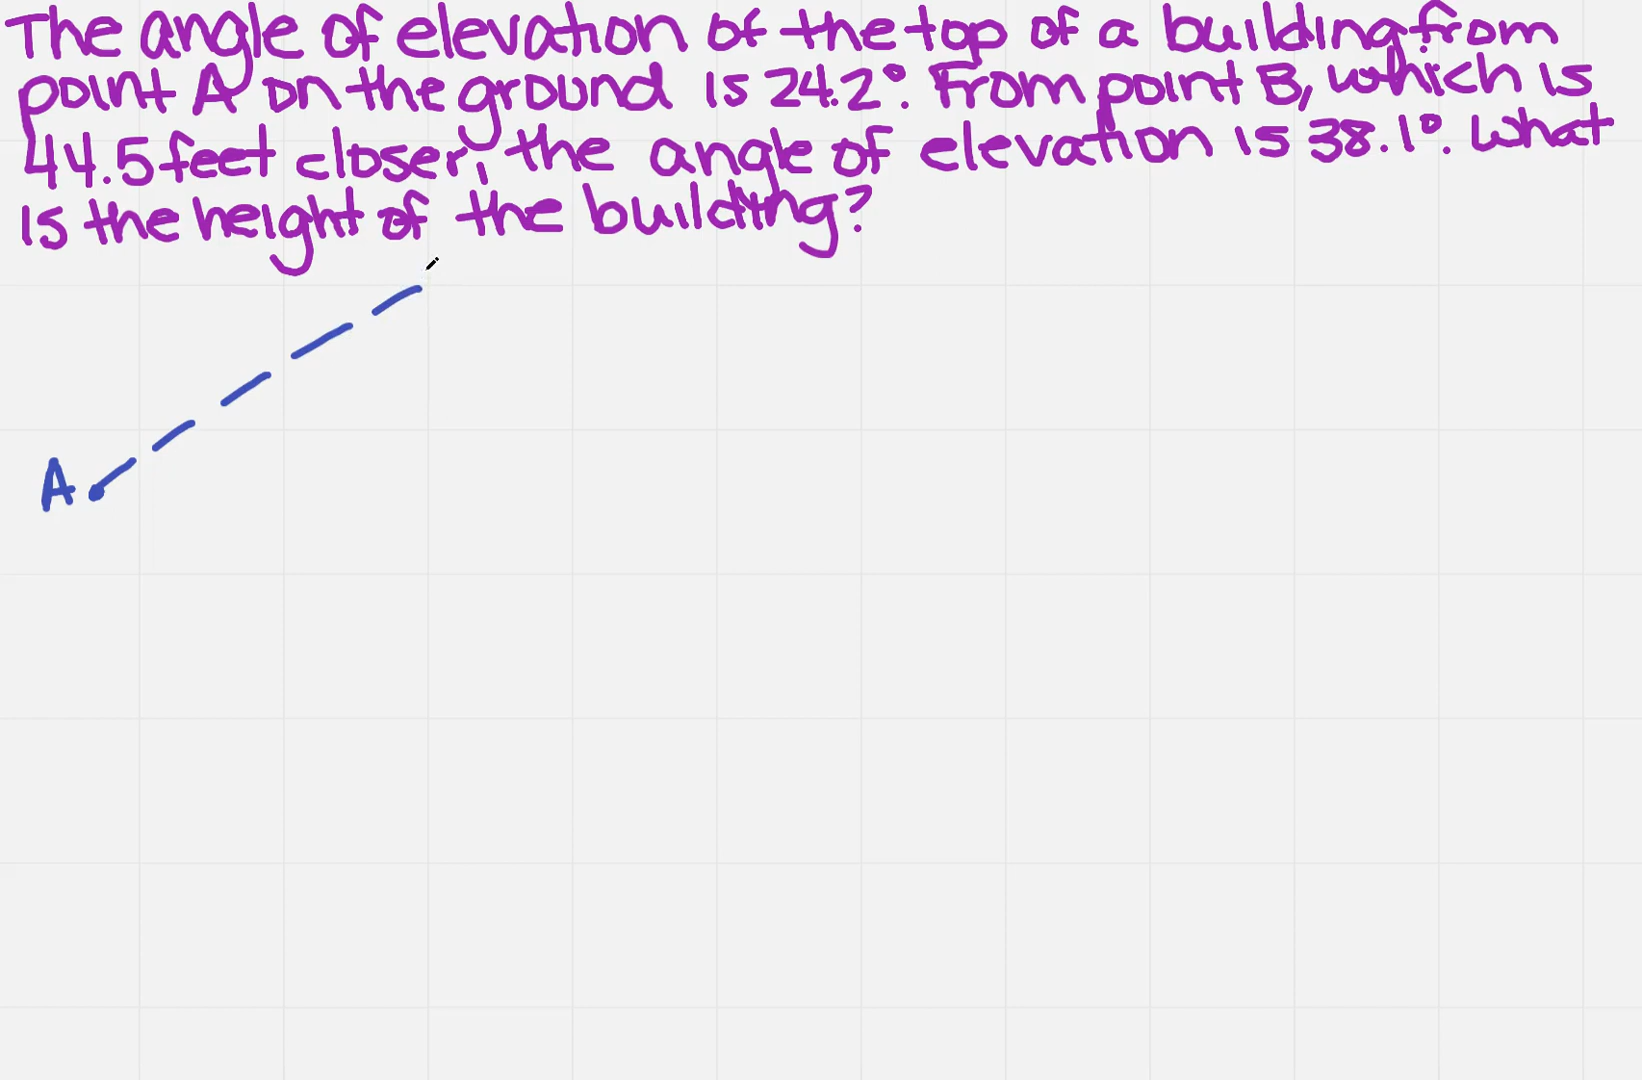 The angle of elevation of the top of a building from
point A on the ground is 24.2°. From point B, which is
44.5 feet closer, the angle of elevation is 38.1°. What
is the height of the building?
A